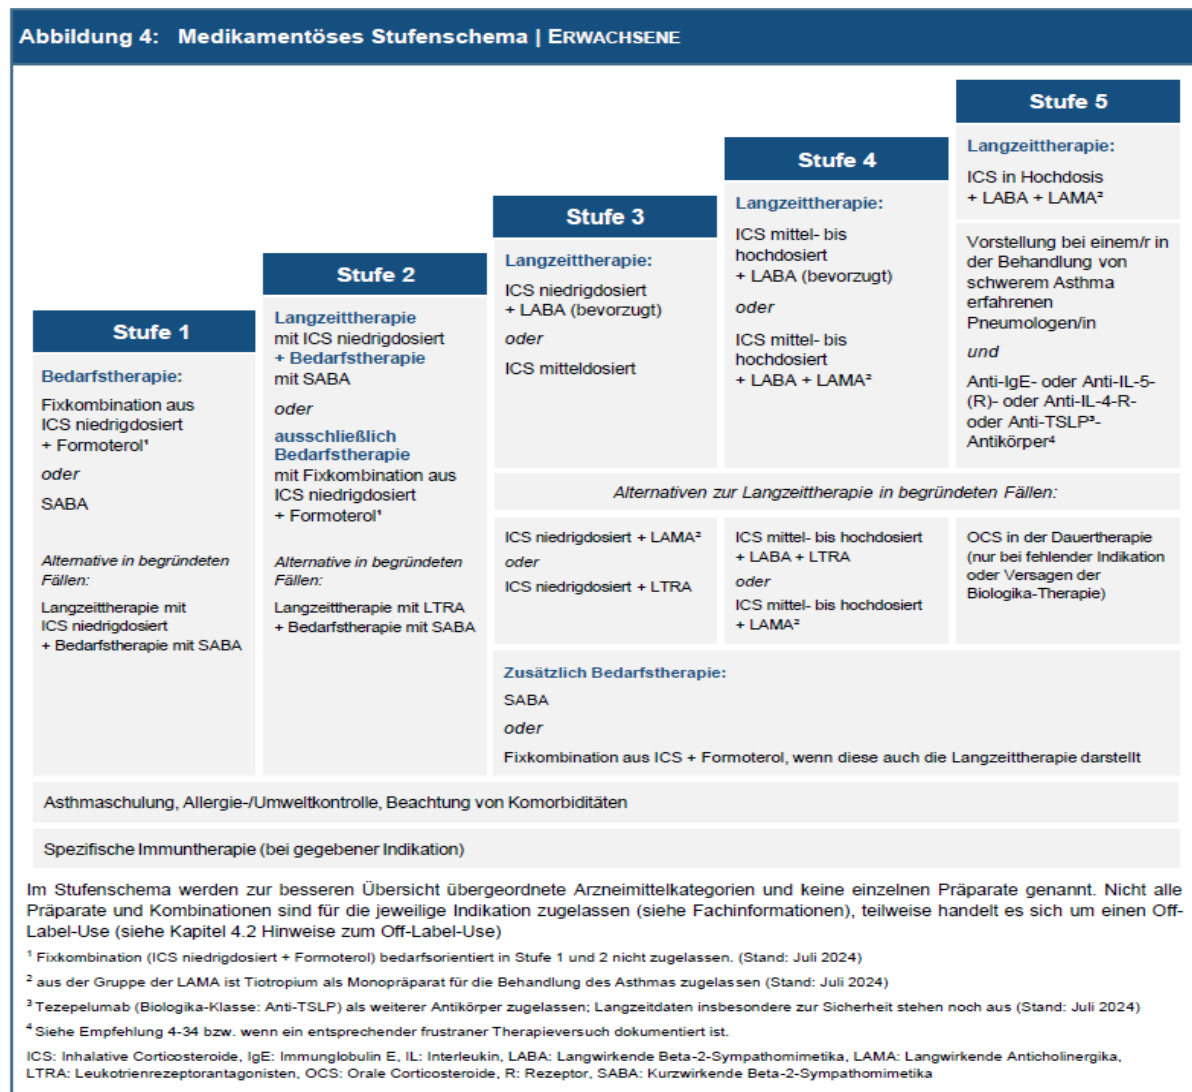 Abbildung 4: Medikamentöses Stufenschema | ERWACHSENE
Stufe 1
Bedarfstherapie:
Fixkombination aus
ICS niedrigdosiert
+ Formoterol¹
oder
SABA
Alternative in begründeten
Fällen:
Langzeittherapie mit
ICS niedrigdosiert
+ Bedarfstherapie mit SABA
Stufe 2
Langzeittherapie
mit ICS niedrigdosiert
+ Bedarfstherapie
mit SABA
oder
ausschließlich
Bedarfstherapie
mit Fixkombination aus
ICS niedrigdosiert
+ Formoterol¹
Alternative in begründeten
Fällen:
Langzeittherapie mit LTRA
+ Bedarfstherapie mit SABA
Stufe 3
Langzeittherapie:
ICS niedrigdosiert
+ LABA (bevorzugt)
oder
ICS mitteldosiert
Stufe 4
Langzeittherapie:
ICS mittel- bis
hochdosiert
+ LABA (bevorzugt)
oder
ICS mittel- bis
hochdosiert
+ LABA + LAMA²
Stufe 5
Langzeittherapie:
ICS in Hochdosis
+ LABA + LAMA²
Vorstellung bei einem/r in
der Behandlung von
schwerem Asthma
erfahrenen
Pneumologen/in
und
Anti-IgE- oder Anti-IL-5-
(R)- oder Anti-IL-4-R-
oder Anti-TSLP³-
Antikörper⁴
Alternativen zur Langzeittherapie in begründeten Fällen:
ICS niedrigdosiert + LAMA²
oder
ICS niedrigdosiert + LTRA
ICS mittel- bis hochdosiert
+ LABA + LTRA
oder
ICS mittel- bis hochdosiert
+ LAMA²
OCS in der Dauertherapie
(nur bei fehlender Indikation
oder Versagen der
Biologika-Therapie)
Zusätzlich Bedarfstherapie:
SABA
oder
Fixkombination aus ICS + Formoterol, wenn diese auch die Langzeittherapie darstellt
Asthmaschulung, Allergie-/Umweltkontrolle, Beachtung von Komorbiditäten
Spezifische Immuntherapie (bei gegebener Indikation)
Im Stufenschema werden zur besseren Übersicht übergeordnete Arzneimittelkategorien und keine einzelnen Präparate genannt. Nicht alle
Präparate und Kombinationen sind für die jeweilige Indikation zugelassen (siehe Fachinformationen), teilweise handelt es sich um einen Off-
Label-Use (siehe Kapitel 4.2 Hinweise zum Off-Label-Use)
¹ Fixkombination (ICS niedrigdosiert + Formoterol) bedarfsorientiert in Stufe 1 und 2 nicht zugelassen. (Stand: Juli 2024)
² aus der Gruppe der LAMA ist Tiotropium als Monopräparat für die Behandlung des Asthmas zugelassen (Stand: Juli 2024)
³ Tezepelumab (Biologika-Klasse: Anti-TSLP) als weiterer Antikörper zugelassen; Langzeitdaten insbesondere zur Sicherheit stehen noch aus (Stand: Juli 2024)
⁴ Siehe Empfehlung 4-34 bzw. wenn ein entsprechender frustraner Therapieversuch dokumentiert ist.
ICS: Inhalative Corticosteroide, IgE: Immunglobulin E, IL: Interleukin, LABA: Langwirkende Beta-2-Sympathomimetika, LAMA: Langwirkende Anticholinergika,
LTRA: Leukotrienrezeptorantagonisten, OCS: Orale Corticosteroide, R: Rezeptor, SABA: Kurzwirkende Beta-2-Sympathomimetika